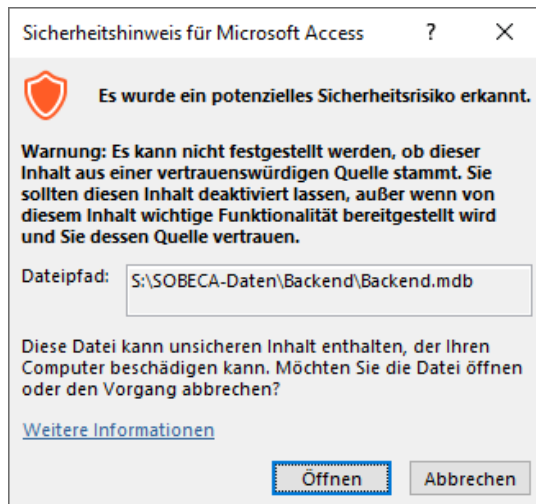 Sicherheitshinweis für Microsoft Access ? X
Es wurde ein potenzielles Sicherheitsrisiko erkannt.
Warnung: Es kann nicht festgestellt werden, ob dieser
Inhalt aus einer vertrauenswürdigen Quelle stammt. Sie
sollten diesen Inhalt deaktiviert lassen, außer wenn von
diesem Inhalt wichtige Funktionalität bereitgestellt wird
und Sie dessen Quelle vertrauen.
Dateipfad: S:\SOBECA-Daten\Backend\Backend.mdb
Diese Datei kann unsicheren Inhalt enthalten, der Ihren
Computer beschädigen kann. Möchten Sie die Datei öffnen
oder den Vorgang abbrechen?
Weitere Informationen
Öffnen Abbrechen